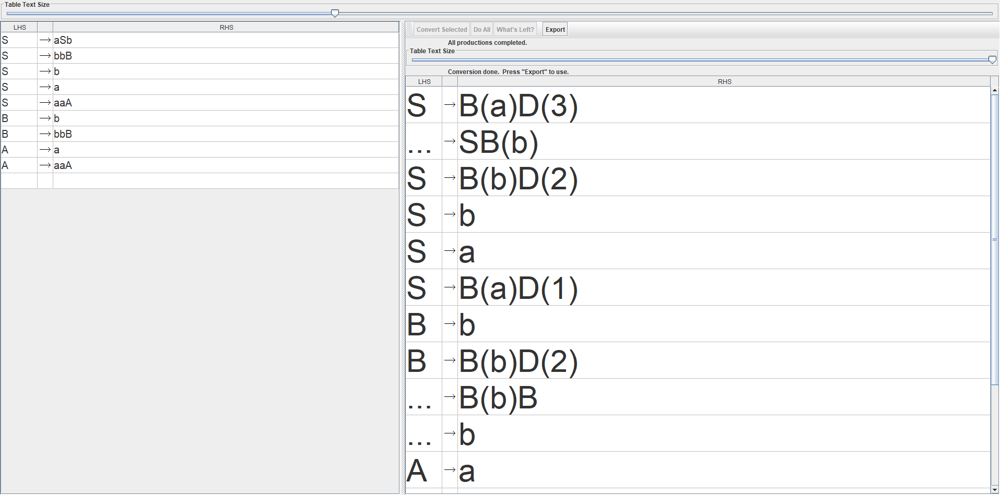 Table Text Size
LHS RHS
S → aSb
S → bbB
S → b
S → a
S → aaA
B → b
B → bbB
A → a
A → aaA
Convert Selected Do All What's Left? Export
All productions completed.
Table Text Size
Conversion done. Press "Export" to use.
LHS RHS
S → B(a)D(3)
... → SB(b)
S → B(b)D(2)
S → b
S → a
S → B(a)D(1)
B → b
B → B(b)D(2)
... → B(b)B
... → b
A → a